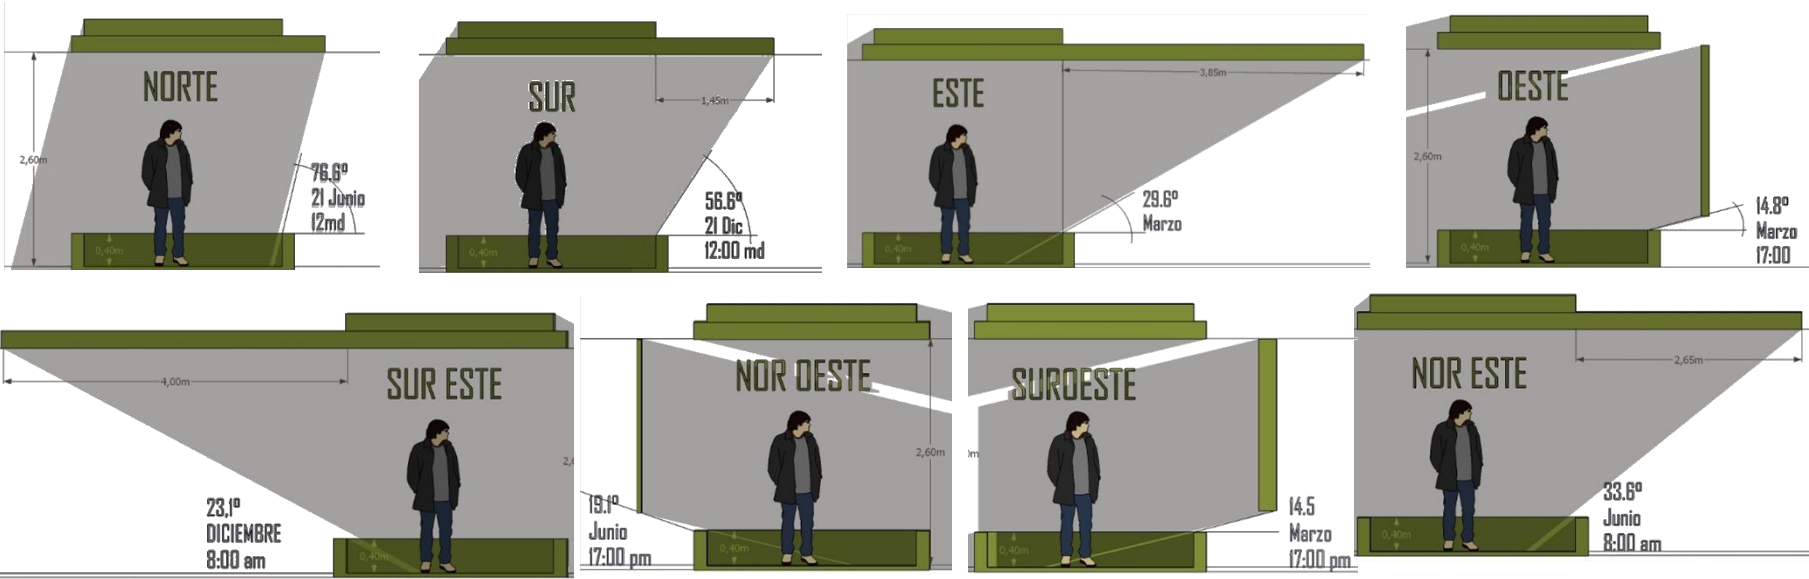 NORTE
2,60m
0,40m
76.6º
21 Junio
12md
SUR
1,45m
0,40m
56.6º
21 Dic
12:00 md
ESTE
3,85m
0,40m
29.6º
Marzo
OESTE
2,60m
0,40m
14.8º
Marzo
17:00
4,00m
SUR ESTE
2,6
23,1º
DICIEMBRE
8:00 am
0,40m
NOR OESTE
2,60m
19.1º
Junio
17:00 pm
0,40m
SUROESTE
0m
0,40m
14.5
Marzo
17:00 pm
2,65m
NOR ESTE
0,40m
33.6º
Junio
8:00 am